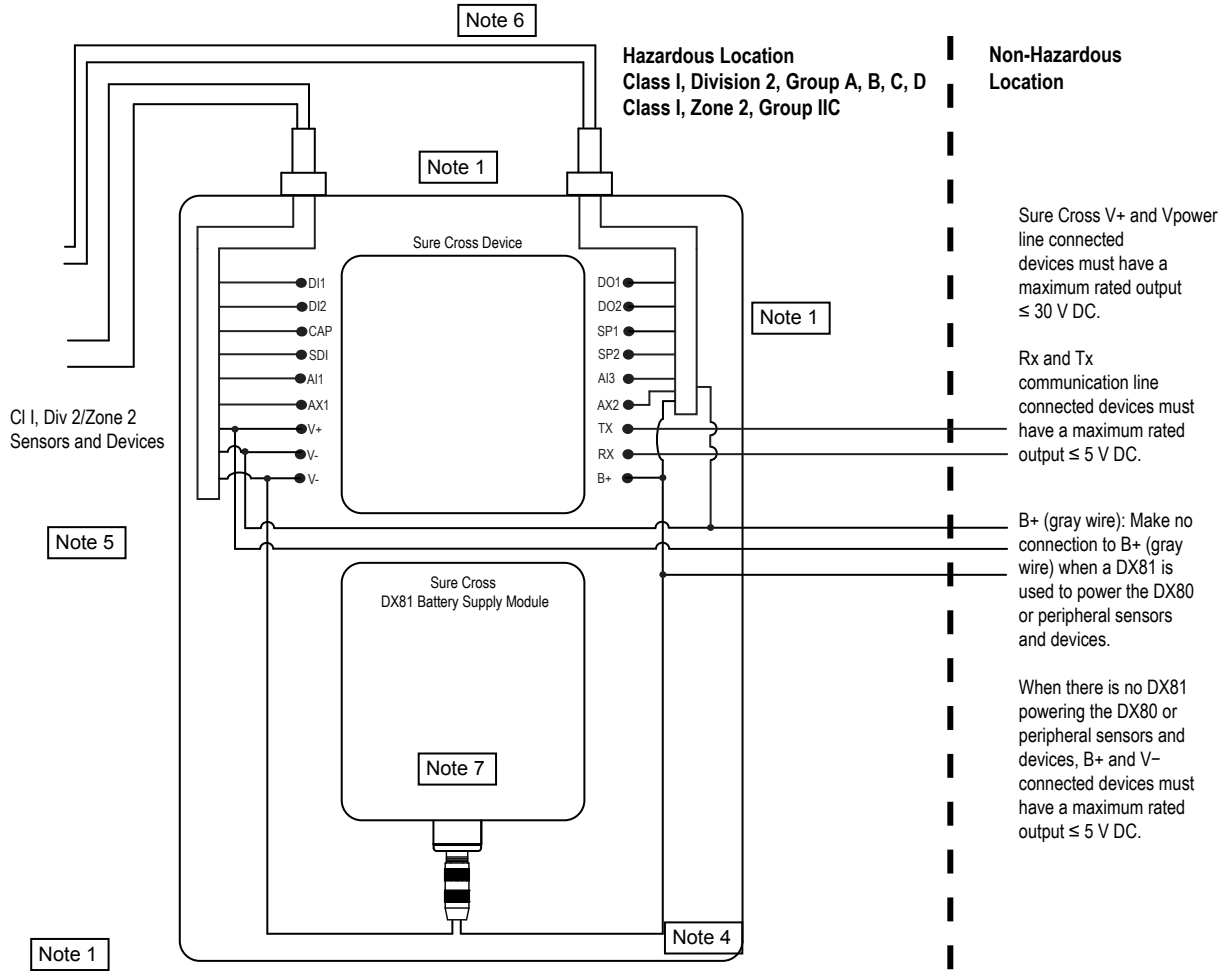 Note 6
Hazardous Location
Class I, Division 2, Group A, B, C, D
Class I, Zone 2, Group IIC
Non-Hazardous
Location
Note 1
Sure Cross Device
DI1
DI2
CAP
SDI
AI1
AX1
V+
V-
V-
DO1
DO2
SP1
SP2
AI3
AX2
TX
RX
B+
Note 1
Cl I, Div 2/Zone 2
Sensors and Devices
Note 5
Sure Cross
DX81 Battery Supply Module
Note 7
Note 4
Note 1
Sure Cross V+ and Vpower
line connected
devices must have a
maximum rated output
≤ 30 V DC.
Rx and Tx
communication line
connected devices must
have a maximum rated
output ≤ 5 V DC.
B+ (gray wire): Make no
connection to B+ (gray
wire) when a DX81 is
used to power the DX80
or peripheral sensors
and devices.
When there is no DX81
powering the DX80 or
peripheral sensors and
devices, B+ and V−
connected devices must
have a maximum rated
output ≤ 5 V DC.